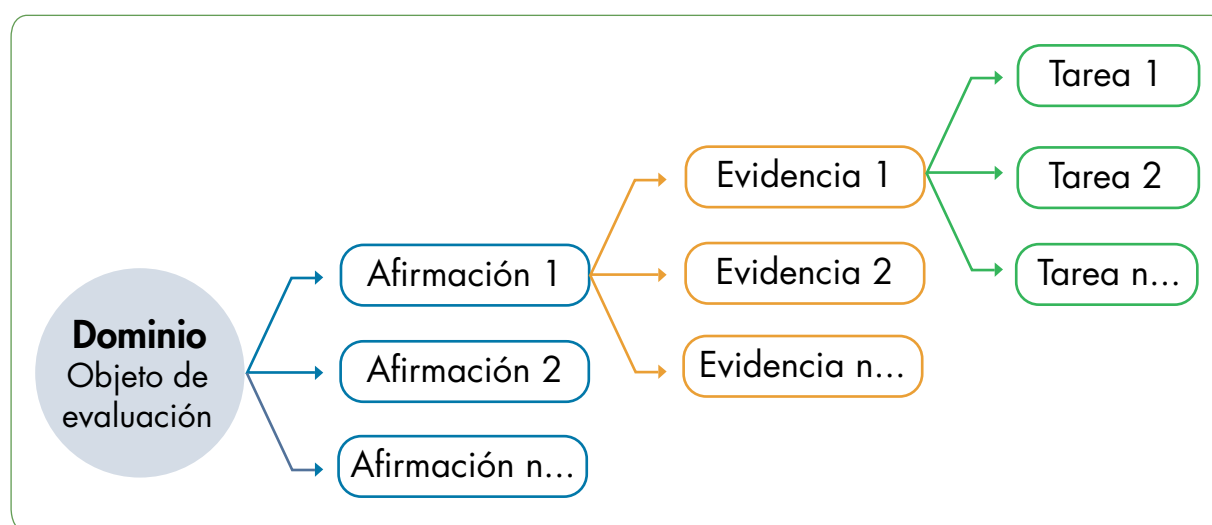 Dominio
Objeto de
evaluación
Afirmación 1
Afirmación 2
Afirmación n...
Evidencia 1
Evidencia 2
Evidencia n...
Tarea 1
Tarea 2
Tarea n...